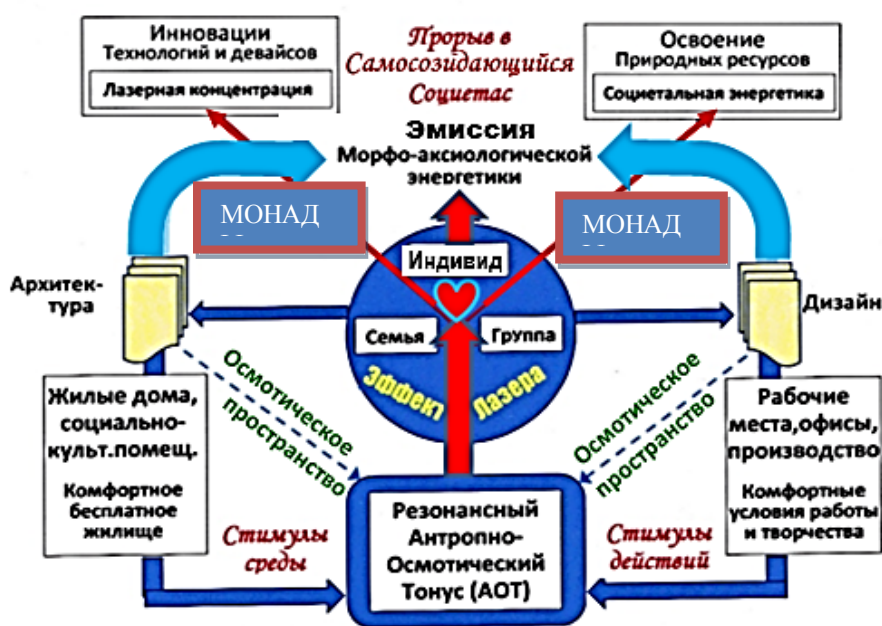 Инновации
Технологий и девайсов
Лазерная концентрация
Прорыв в
Самосозидающийся
Социетас
Освоение
Природных ресурсов
Социетальная энергетика
Эмиссия
Морфо-аксиологической
энергетики
МОНАД
МОНАД
Индивид
Архитек-
тура
Дизайн
Семья
Группа
Эффект
Лазера
Осмотическое
пространство
Осмотическое
пространство
Жилые дома,
социально-
культ.помещ.
Комфортное
бесплатное
жилище
Рабочие
места,офисы,
производство
Комфортные
условия работы
и творчества
Стимулы
среды
Резонансный
Антропно-
Осмотический
Тонус (АОТ)
Стимулы
действий